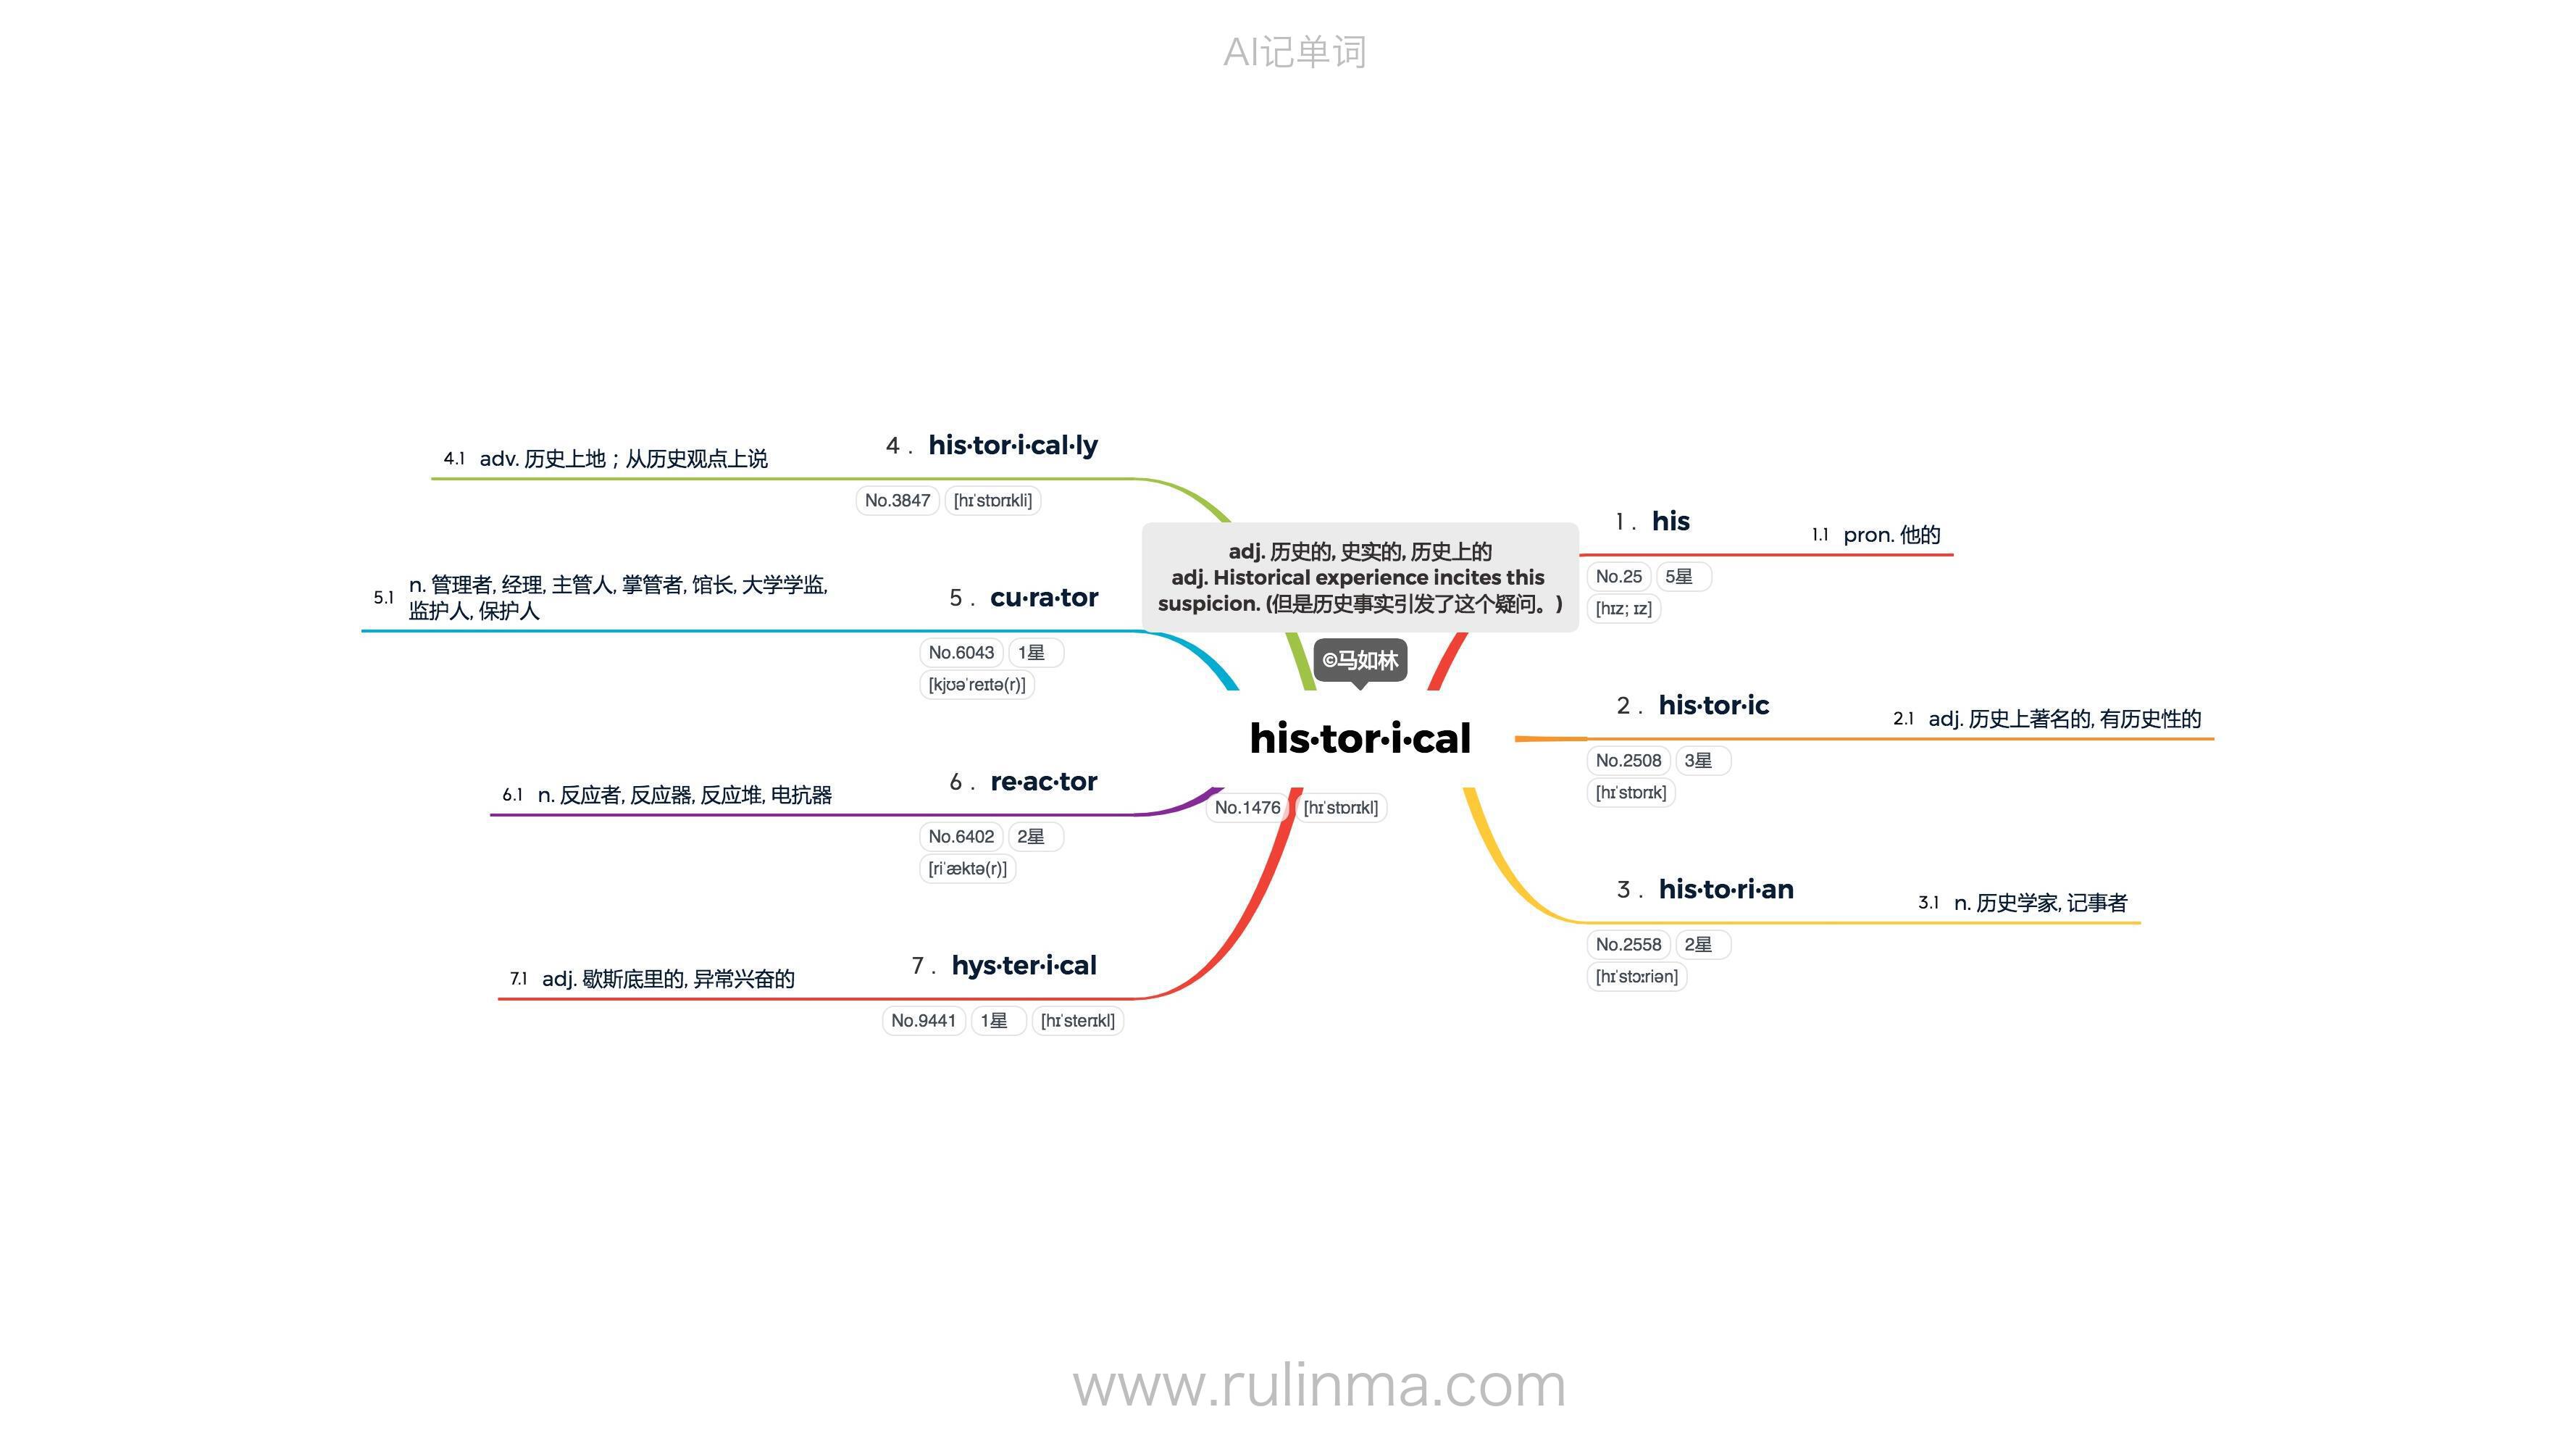 AI记单词
adj. 历史的, 史实的, 历史上的
adj. Historical experience incites this
suspicion. (但是历史事实引发了这个疑问。)
©马如林
his·tor·i·cal
No.1476 [hɪˈstɒrɪkl]
1 . his
1.1 pron. 他的
No.25 5星
[hɪz; ɪz]
2 . his·tor·ic
2.1 adj. 历史上著名的, 有历史性的
No.2508 3星
[hɪˈstɒrɪk]
3 . his·to·ri·an
3.1 n. 历史学家, 记事者
No.2558 2星
[hɪˈstɔːriən]
4 . his·tor·i·cal·ly
4.1 adv. 历史上地；从历史观点上说
No.3847 [hɪˈstɒrɪkli]
5 . cu·ra·tor
5.1 n. 管理者, 经理, 主管人, 掌管者, 馆长, 大学学监,
监护人, 保护人
No.6043 1星
[kjʊəˈreɪtə(r)]
6 . re·ac·tor
6.1 n. 反应者, 反应器, 反应堆, 电抗器
No.6402 2星
[riˈæktə(r)]
7 . hys·ter·i·cal
7.1 adj. 歇斯底里的, 异常兴奋的
No.9441 1星 [hɪˈsterɪkl]
www.rulinma.com